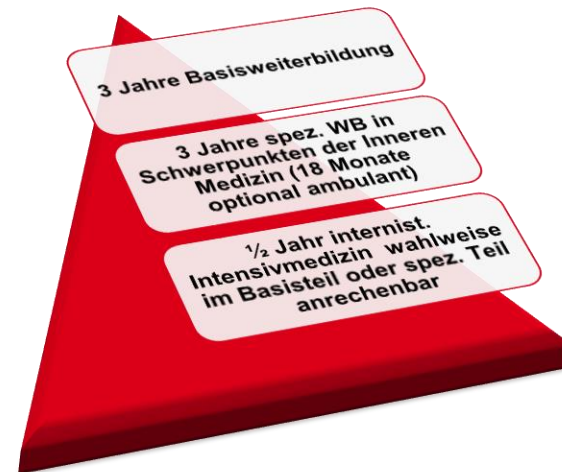 3 Jahre Basisweiterbildung
3 Jahre spez. WB in
Schwerpunkten der Inneren
Medizin (18 Monate
optional ambulant)
½ Jahr internist.
Intensivmedizin wahlweise
im Basisteil oder spez. Teil
anrechenbar